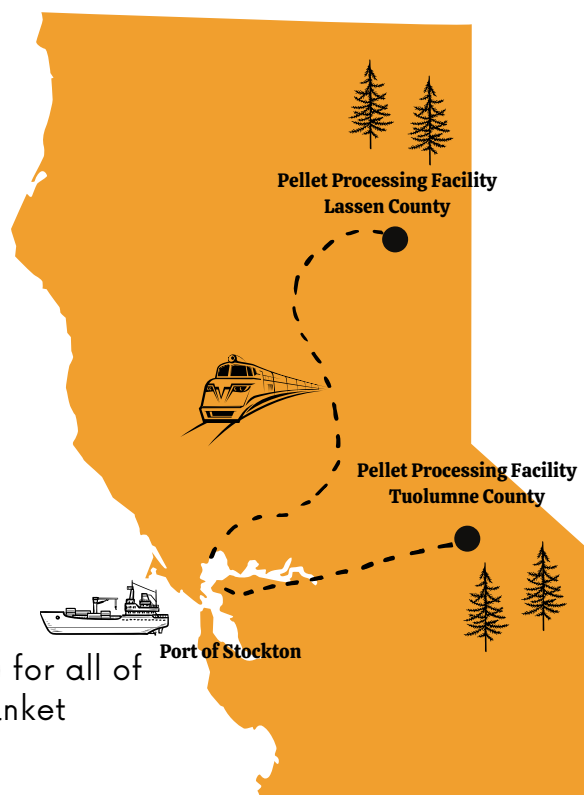 Pellet Processing Facility
Lassen County
Pellet Processing Facility
Tuolumne County
Port of Stockton
for all of